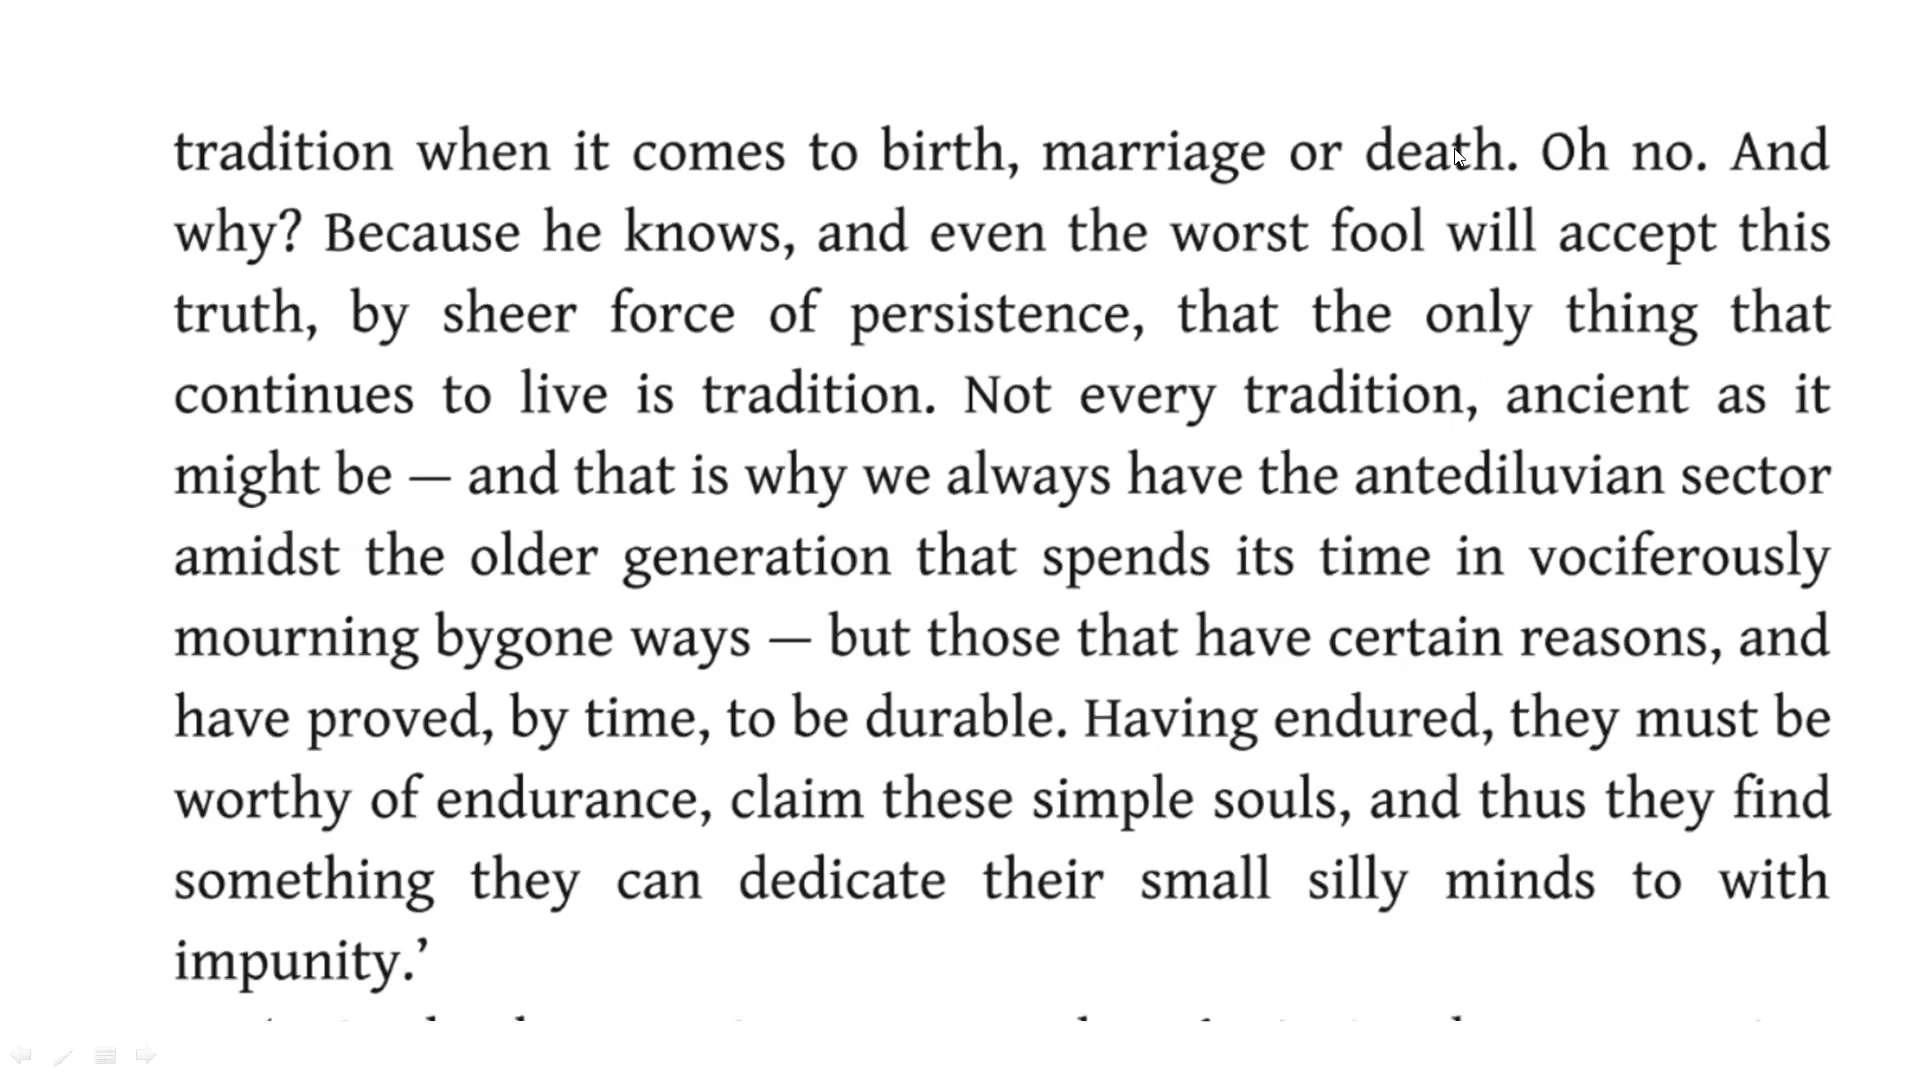 tradition when it comes to birth, marriage or death. Oh no. And
why? Because he knows, and even the worst fool will accept this
truth, by sheer force of persistence, that the only thing that
continues to live is tradition. Not every tradition, ancient as it
might be — and that is why we always have the antediluvian sector
amidst the older generation that spends its time in vociferously
mourning bygone ways — but those that have certain reasons, and
have proved, by time, to be durable. Having endured, they must be
worthy of endurance, claim these simple souls, and thus they find
something they can dedicate their small silly minds to with
impunity.’